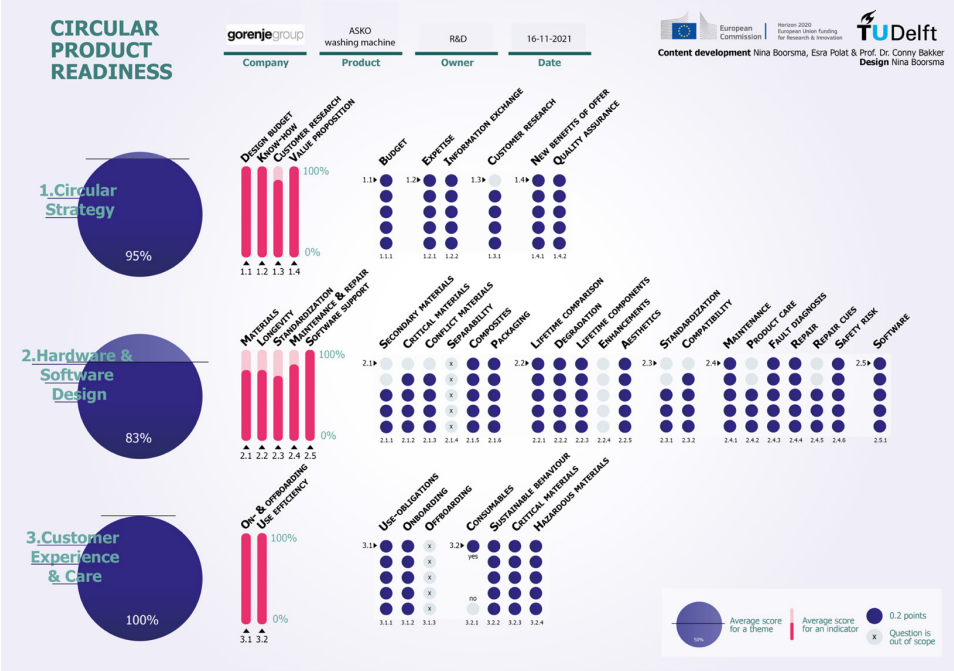 CIRCULAR
PRODUCT
READINESS
gorenjegroup
Company
ASKO
washing machine
Product
R&D
Owner
16-11-2021
Date
European
Commission
Horizon 2020
European Union funding
for Research & Innovation
TUDelft
Content development Nina Boorsma, Esra Polat & Prof. Dr. Conny Bakker
Design Nina Boorsma
1.Circular
Strategy
95%
DESIGN BUDGET
KNOW-HOW
CUSTOMER RESEARCH
VALUE PROPOSITION
100%
0%
1.1 1.2 1.3 1.4
BUDGET
EXPETISE
INFORMATION EXCHANGE
CUSTOMER RESEARCH
NEW BENEFITS OF OFFER
QUALITY ASSURANCE
1.1 1.2 1.3 1.4
1.1.1 1.2.1 1.2.2 1.3.1 1.4.1 1.4.2
2.Hardware &
Software
Design
83%
MATERIALS
LONGEVITY
STANDARDIZATION
MAINTENANCE & REPAIR
SOFTWARE SUPPORT
100%
0%
2.1 2.2 2.3 2.4 2.5
SECONDARY MATERIALS
CRITICAL MATERIALS
CONFLICT MATERIALS
SEPARABILITY
COMPOSITES
PACKAGING
LIFETIME COMPARISON
DEGRADATION
LIFETIME COMPONENTS
ENHANCEMENTS
AESTHETICS
STANDARDIZATION
COMPATIBILITY
MAINTENANCE
PRODUCT CARE
FAULT DIAGNOSIS
REPAIR
REPAIR CUES
SAFETY RISK
SOFTWARE
2.1 2.2 2.3 2.4 2.5
x
x
x
x
x
2.1.1 2.1.2 2.1.3 2.1.4 2.1.5 2.1.6 2.2.1 2.2.2 2.2.3 2.2.4 2.2.5 2.3.1 2.3.2 2.4.1 2.4.2 2.4.3 2.4.4 2.4.5 2.4.6 2.5.1
3.Customer
Experience
& Care
100%
ON- & OFFBOARDING
USE EFFICIENCY
100%
0%
3.1 3.2
USE-OBLIGATIONS
ONBOARDING
OFFBOARDING
CONSUMABLES
SUSTAINABLE BEHAVIOUR
CRITICAL MATERIALS
HAZARDOUS MATERIALS
3.1 3.2
x
yes
x
x
x
no
x
3.1.1 3.1.2 3.1.3 3.2.1 3.2.2 3.2.3 3.2.4
50%
Average score
for a theme
Average score
for an indicator
0.2 points
x
Question is
out of scope